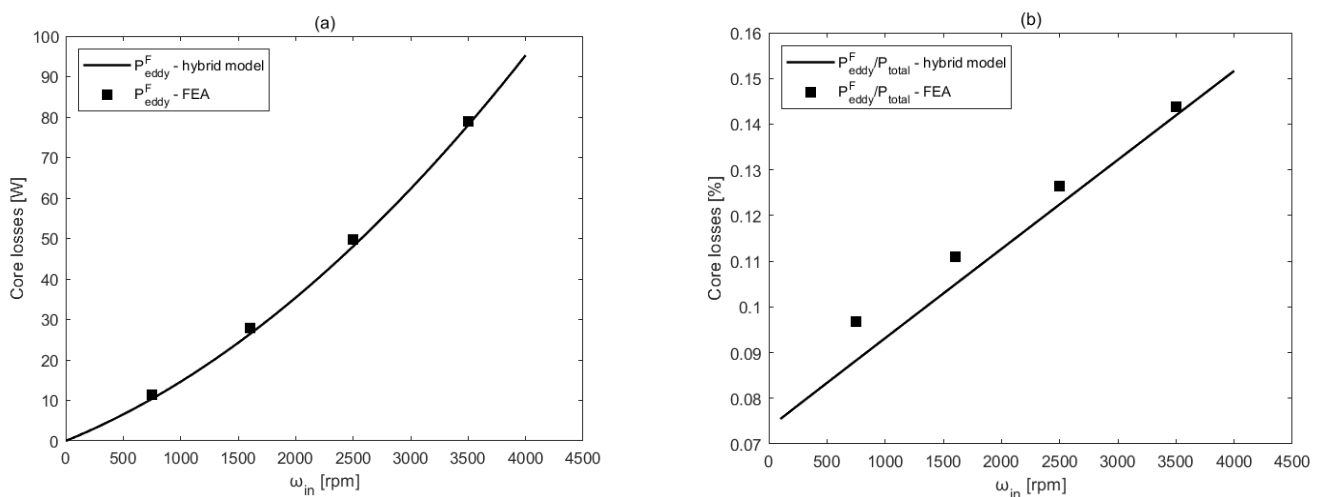 (a)
P^F_eddy - hybrid model
P^F_eddy - FEA
Core losses [W]
100
90
80
70
60
50
40
30
20
10
0
0 500 1000 1500 2000 2500 3000 3500 4000 4500
ω_in [rpm]
(b)
P^F_eddy/P_total - hybrid model
P^F_eddy/P_total - FEA
Core losses [%]
0.16
0.15
0.14
0.13
0.12
0.11
0.1
0.09
0.08
0.07
500 1000 1500 2000 2500 3000 3500 4000 4500
ω_in [rpm]